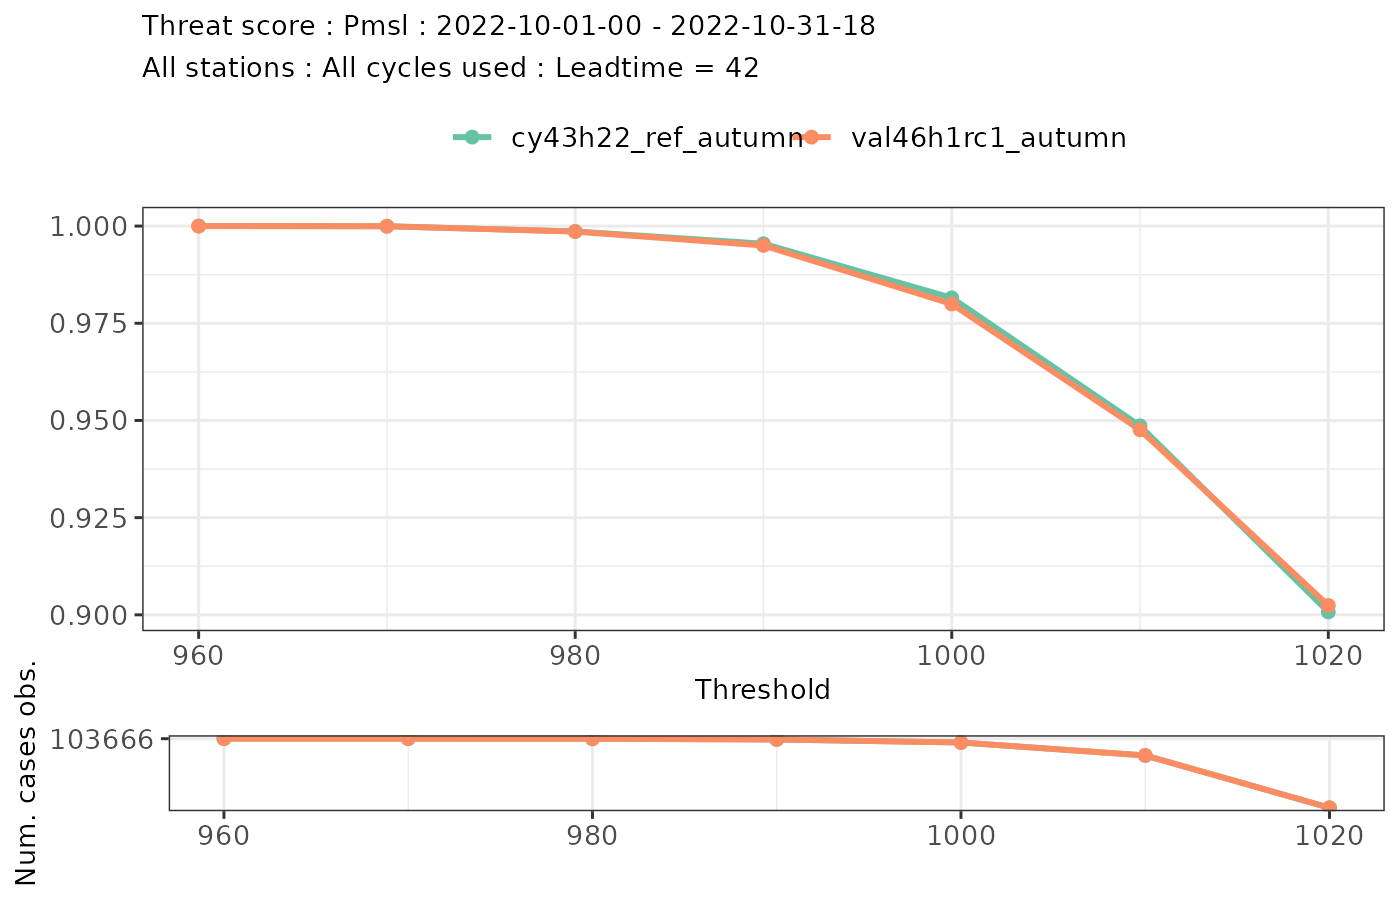 Threat score : Pmsl : 2022-10-01-00 - 2022-10-31-18
All stations : All cycles used : Leadtime = 42
cy43h22_ref_autumn val46h1rc1_autumn
1.000
0.975
0.950
0.925
0.900
960 980 1000 1020
Threshold
Num. cases obs.
103666
960 980 1000 1020